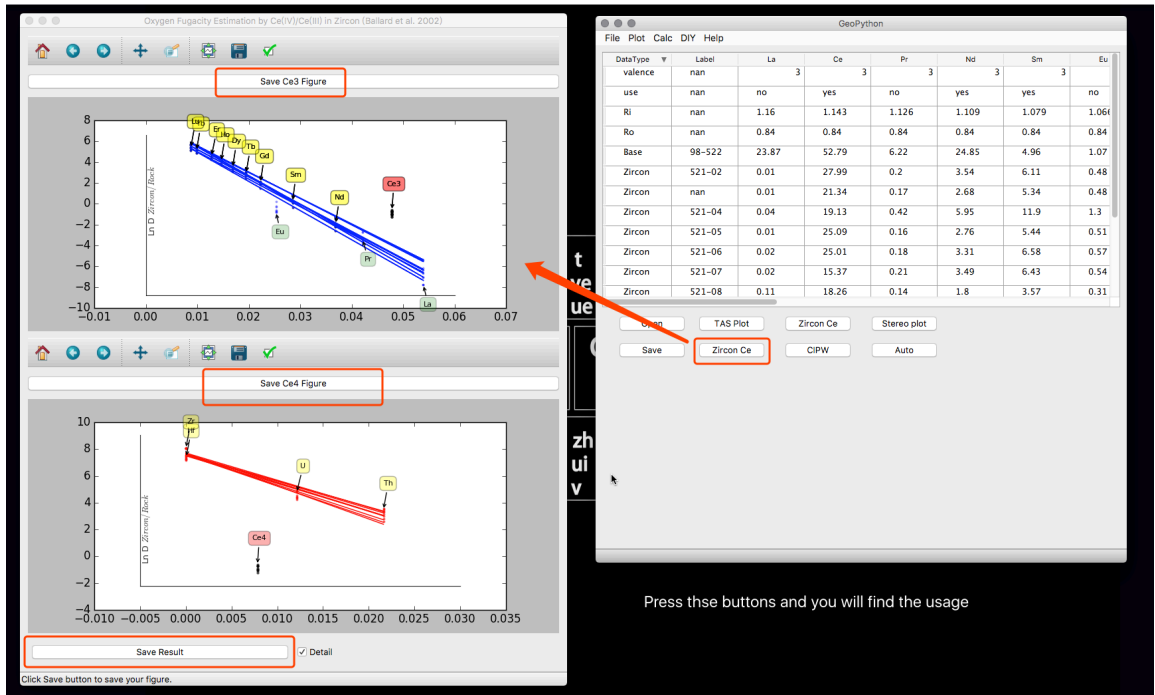 Oxygen Fugacity Estimation by Ce(IV)/Ce(III) in Zircon (Ballard et al. 2002)
Save Ce3 Figure
8
6
4
2
0
−2
−4
−6
−8
−10
Ln D Zircon/Rock
Lu
Yb
Er
Ho
Dy
Tb
Gd
Sm
Nd
Ce3
Eu
Pr
La
−0.01 0.00 0.01 0.02 0.03 0.04 0.05 0.06 0.07
Save Ce4 Figure
10
8
6
4
2
0
−2
−4
Ln D Zircon/Rock
Zr
Hf
U
Th
Ce4
−0.010 −0.005 0.000 0.005 0.010 0.015 0.020 0.025 0.030 0.035
Save Result
Detail
Click Save button to save your figure.
t
ve
ue
zh
ui
v
GeoPython
File Plot Calc DIY Help
DataType Label La Ce Pr Nd Sm Eu
valence nan 3 3 3 3 3
use nan no yes no yes yes no
Ri nan 1.16 1.143 1.126 1.109 1.079 1.066
Ro nan 0.84 0.84 0.84 0.84 0.84 0.84
Base 98-522 23.87 52.79 6.22 24.85 4.96 1.07
Zircon 521-02 0.01 27.99 0.2 3.54 6.11 0.48
Zircon nan 0.01 21.34 0.17 2.68 5.34 0.48
Zircon 521-04 0.04 19.13 0.42 5.95 11.9 1.3
Zircon 521-05 0.01 25.09 0.16 2.76 5.44 0.51
Zircon 521-06 0.02 25.01 0.18 3.31 6.58 0.57
Zircon 521-07 0.02 15.37 0.21 3.49 6.43 0.54
Zircon 521-08 0.11 18.26 0.14 1.8 3.57 0.31
Open TAS Plot Zircon Ce Stereo plot
Save Zircon Ce CIPW Auto
Press thse buttons and you will find the usage